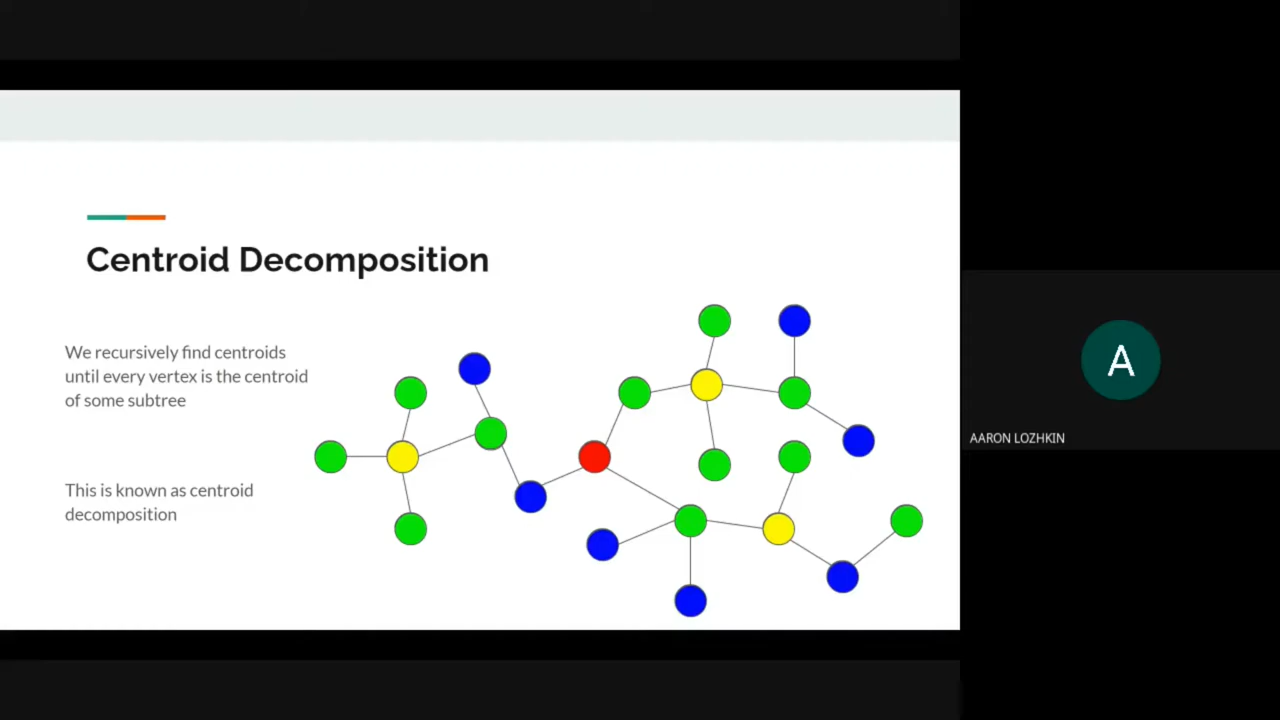 Centroid Decomposition
We recursively find centroids
until every vertex is the centroid
of some subtree
This is known as centroid
decomposition
A
AARON LOZHKIN